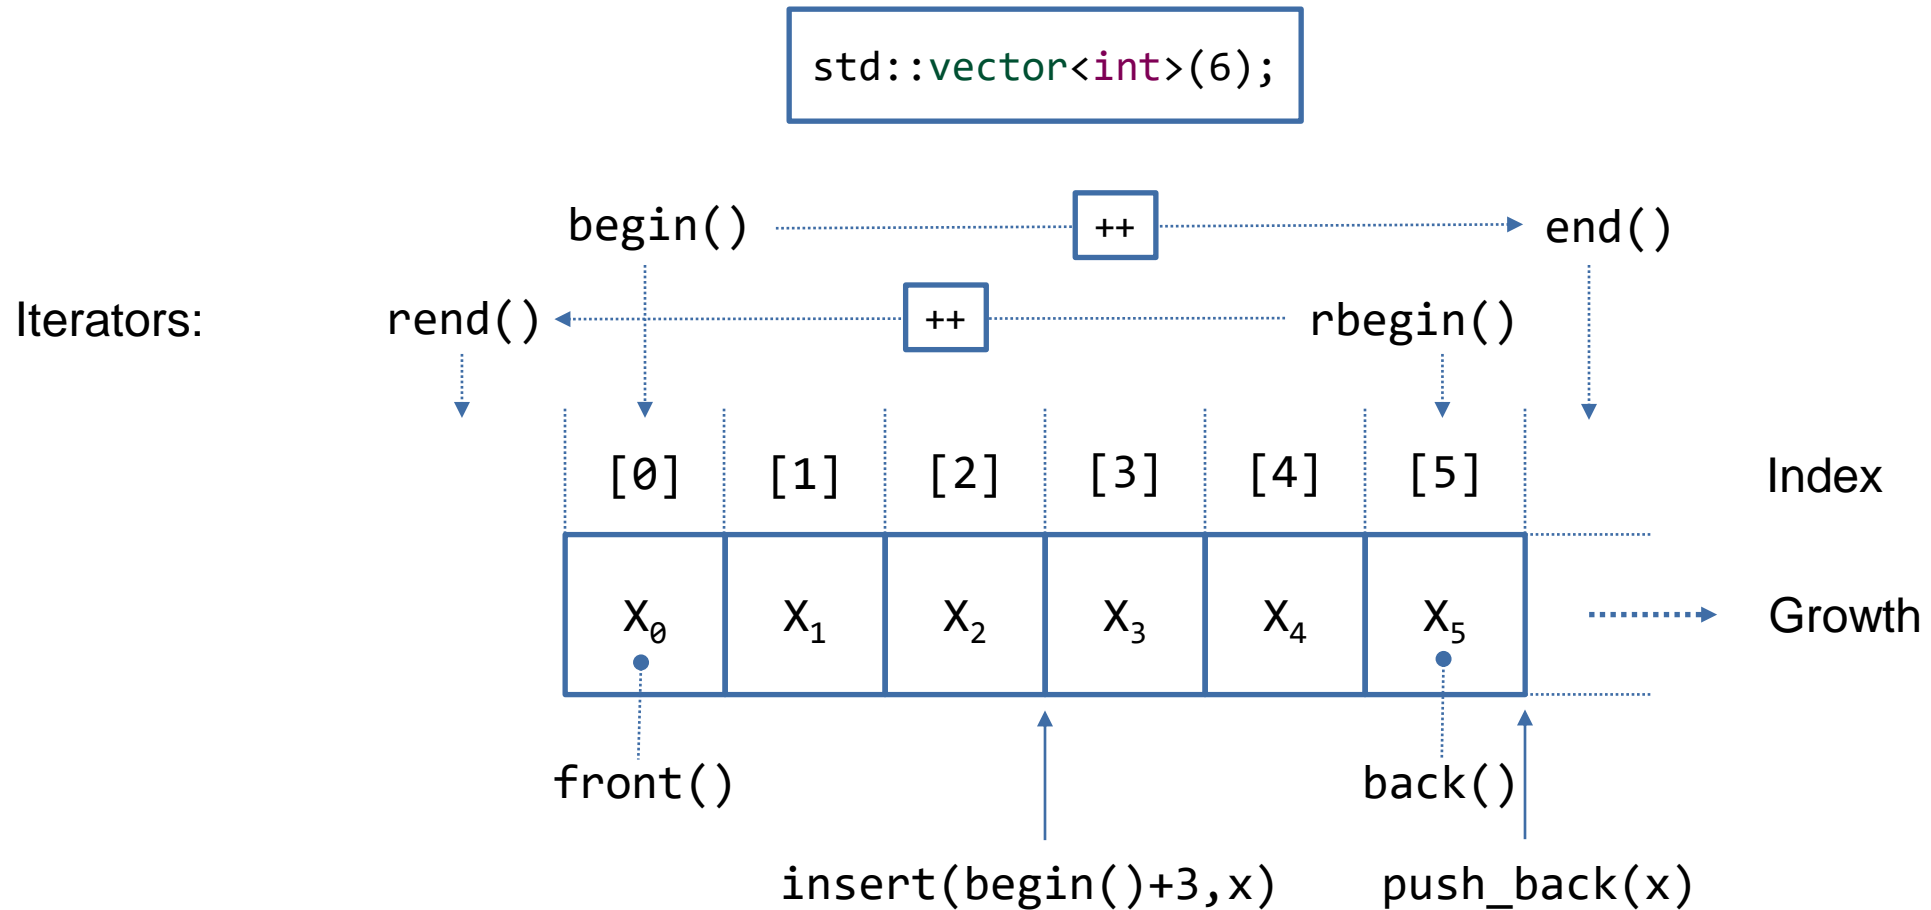 std::vector<int>(6);
begin() ++ end()
Iterators: rend() ++ rbegin()
[0] [1] [2] [3] [4] [5] Index
X0 X1 X2 X3 X4 X5 Growth
front() back()
insert(begin()+3,x) push_back(x)